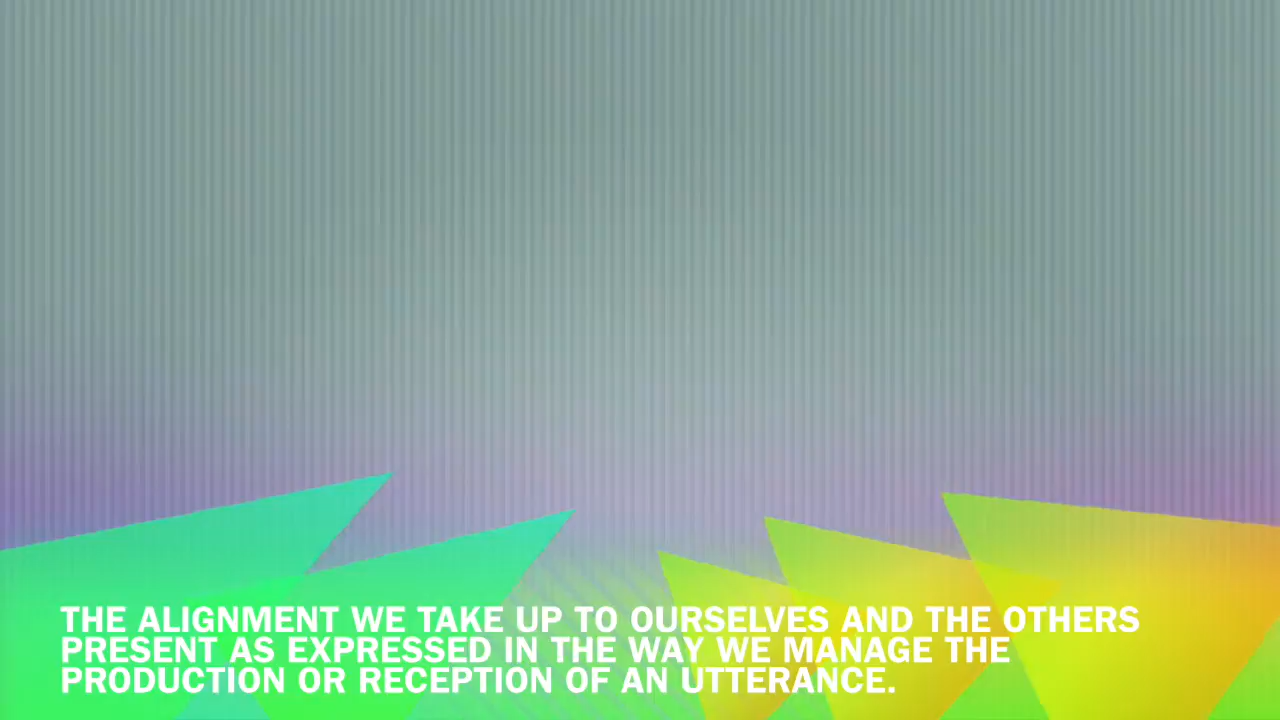 THE ALIGNMENT WE TAKE UP TO OURSELVES AND THE OTHERS
PRESENT AS EXPRESSED IN THE WAY WE MANAGE THE
PRODUCTION OR RECEPTION OF AN UTTERANCE.